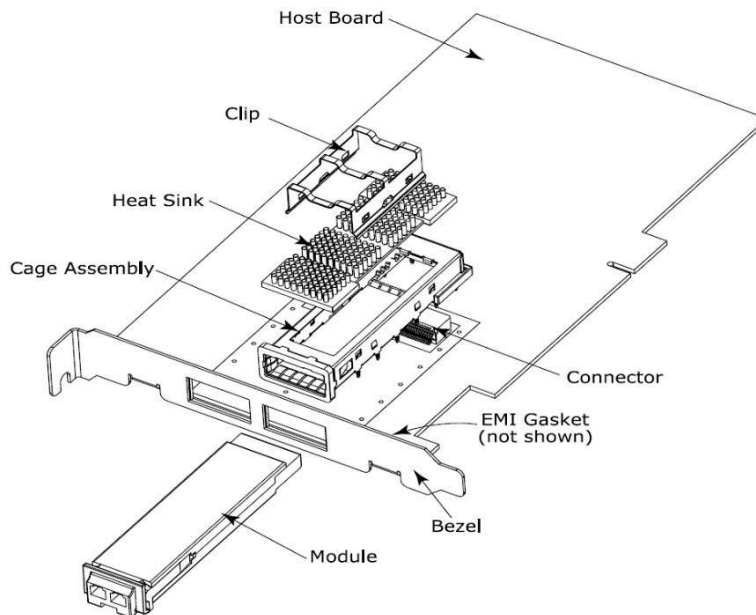 Host Board
Clip
Heat Sink
Cage Assembly
Connector
EMI Gasket
(not shown)
Bezel
Module